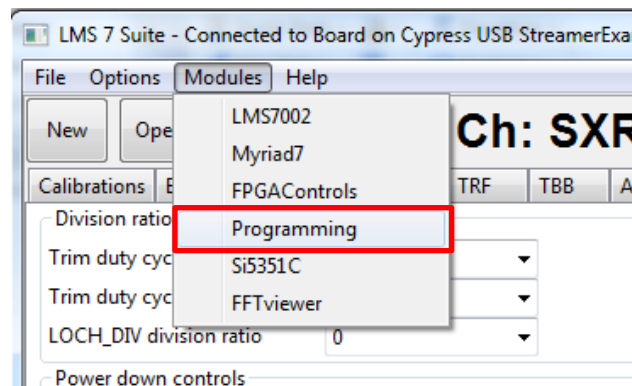 LMS 7 Suite - Connected to Board on Cypress USB StreamerExa
File Options Modules Help
New Ope Ch: SXR
LMS7002
Myriad7
FPGAControls
Programming
Si5351C
FFTviewer
Calibrations TRF TBB
Division ratio
Trim duty cyc
Trim duty cyc
LOCH_DIV division ratio 0
Power down controls